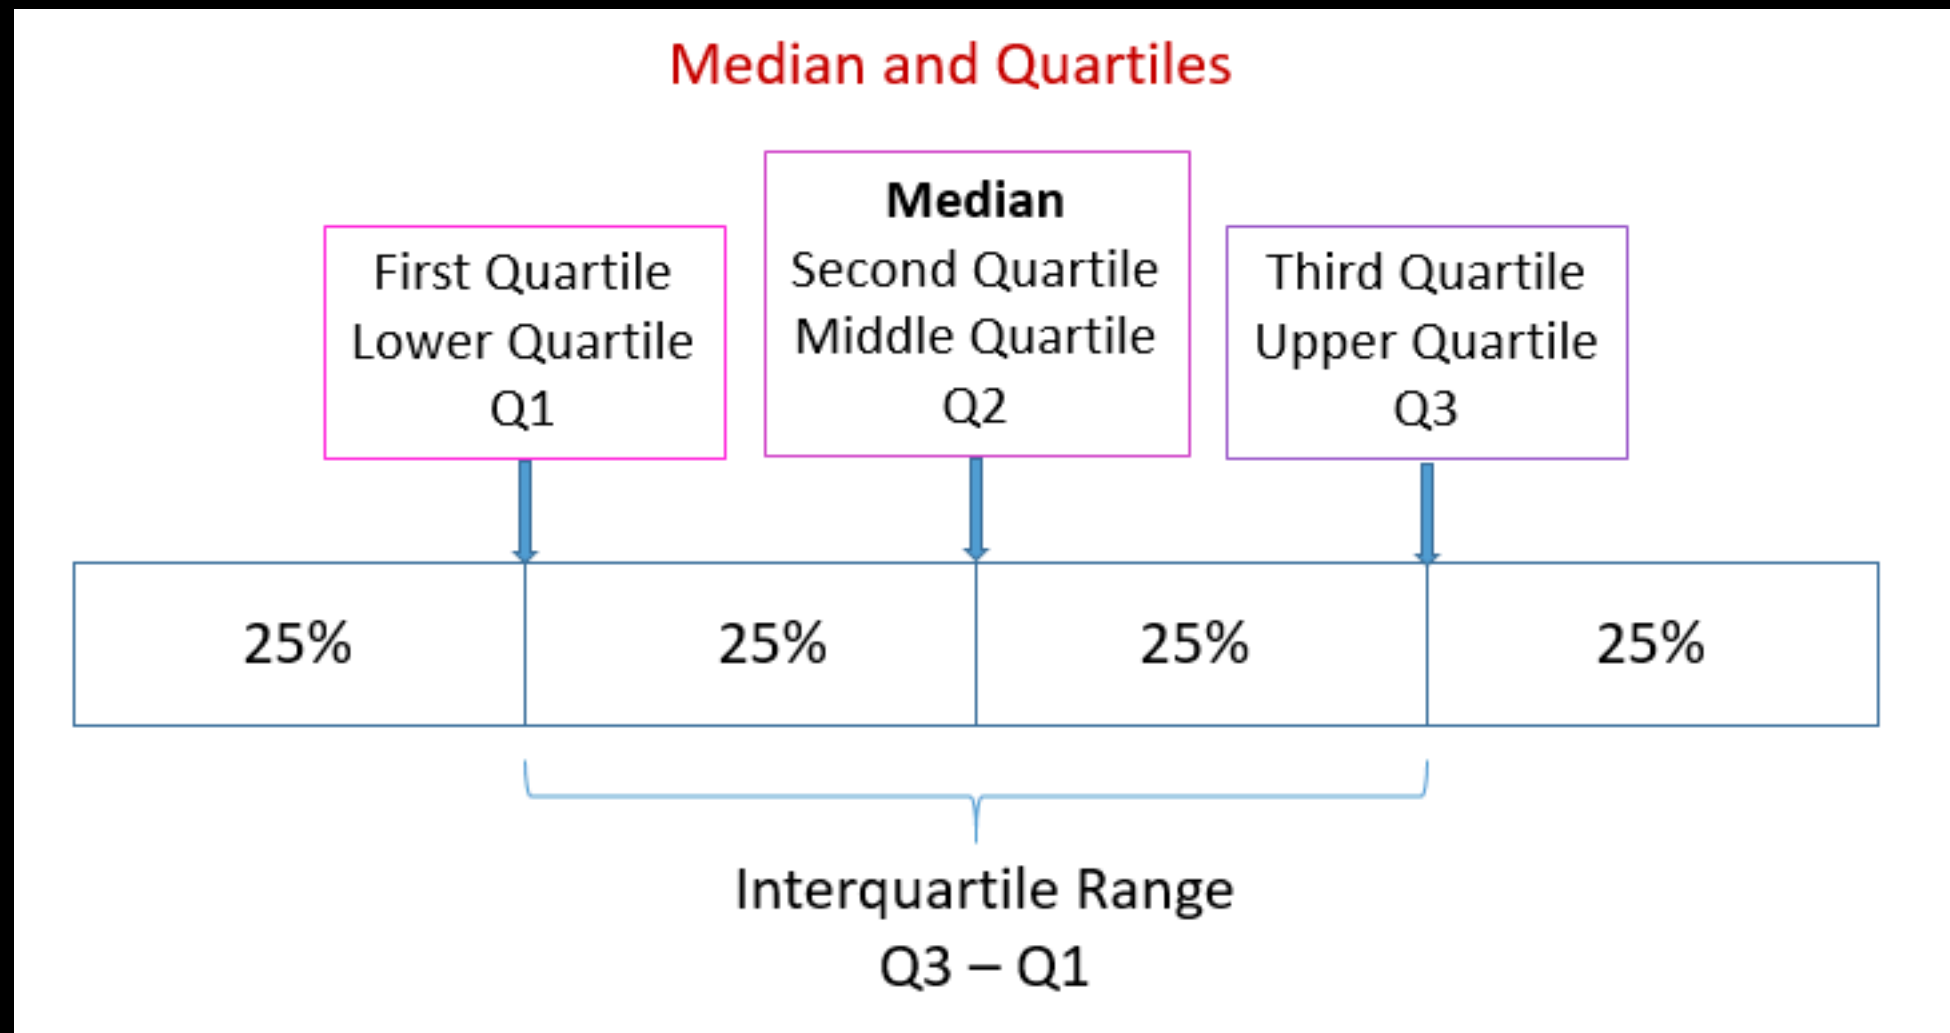 Median and Quartiles
First Quartile
Lower Quartile
Q1
Median
Second Quartile
Middle Quartile
Q2
Third Quartile
Upper Quartile
Q3
25%
25%
25%
25%
Interquartile Range
Q3 – Q1